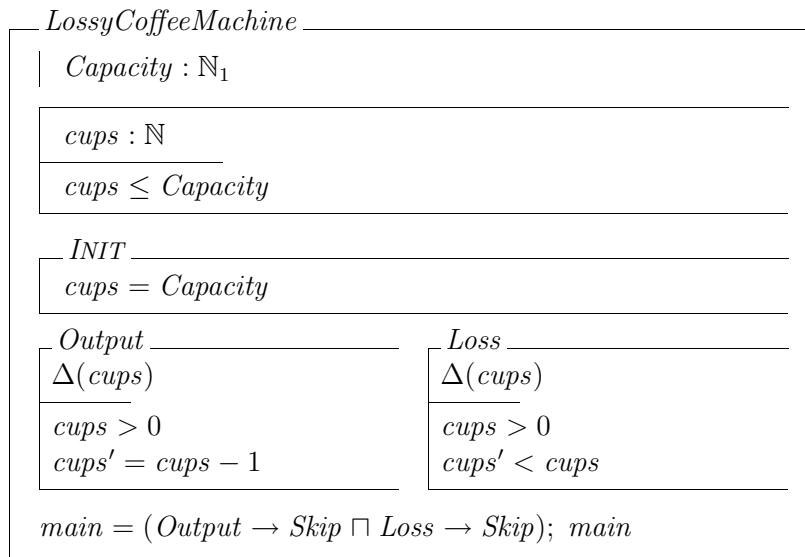 LossyCoffeeMachine
Capacity : ℕ₁
cups : ℕ
cups ≤ Capacity
INIT
cups = Capacity
Output
Δ(cups)
cups > 0
cups′ = cups − 1
Loss
Δ(cups)
cups > 0
cups′ < cups
main = (Output → Skip ⊓ Loss → Skip); main